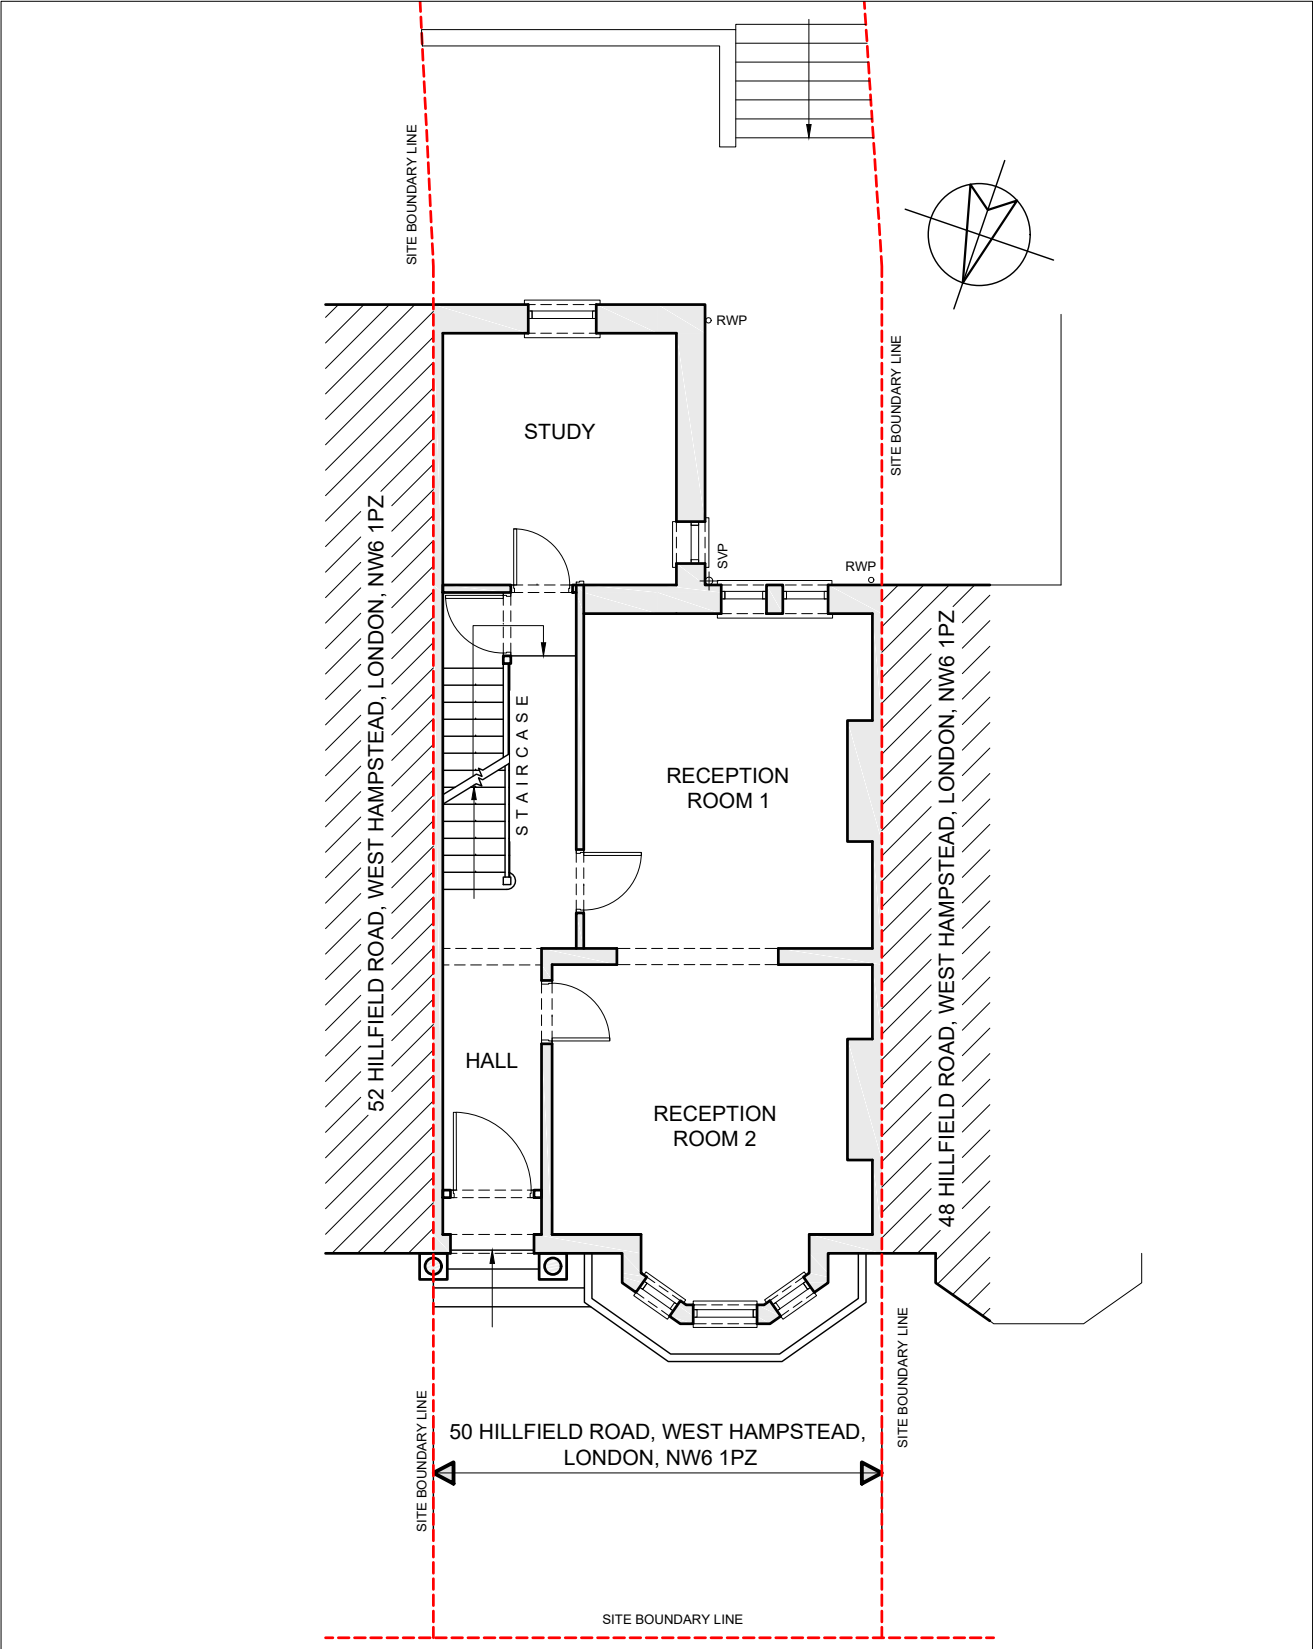 SITE BOUNDARY LINE
RWP
SITE BOUNDARY LINE
STUDY
SVP
RWP
52 HILLFIELD ROAD, WEST HAMPSTEAD, LONDON, NW6 1PZ
STAIRCASE
RECEPTION
ROOM 1
48 HILLFIELD ROAD, WEST HAMPSTEAD, LONDON, NW6 1PZ
HALL
RECEPTION
ROOM 2
SITE BOUNDARY LINE
SITE BOUNDARY LINE
50 HILLFIELD ROAD, WEST HAMPSTEAD,
LONDON, NW6 1PZ
SITE BOUNDARY LINE